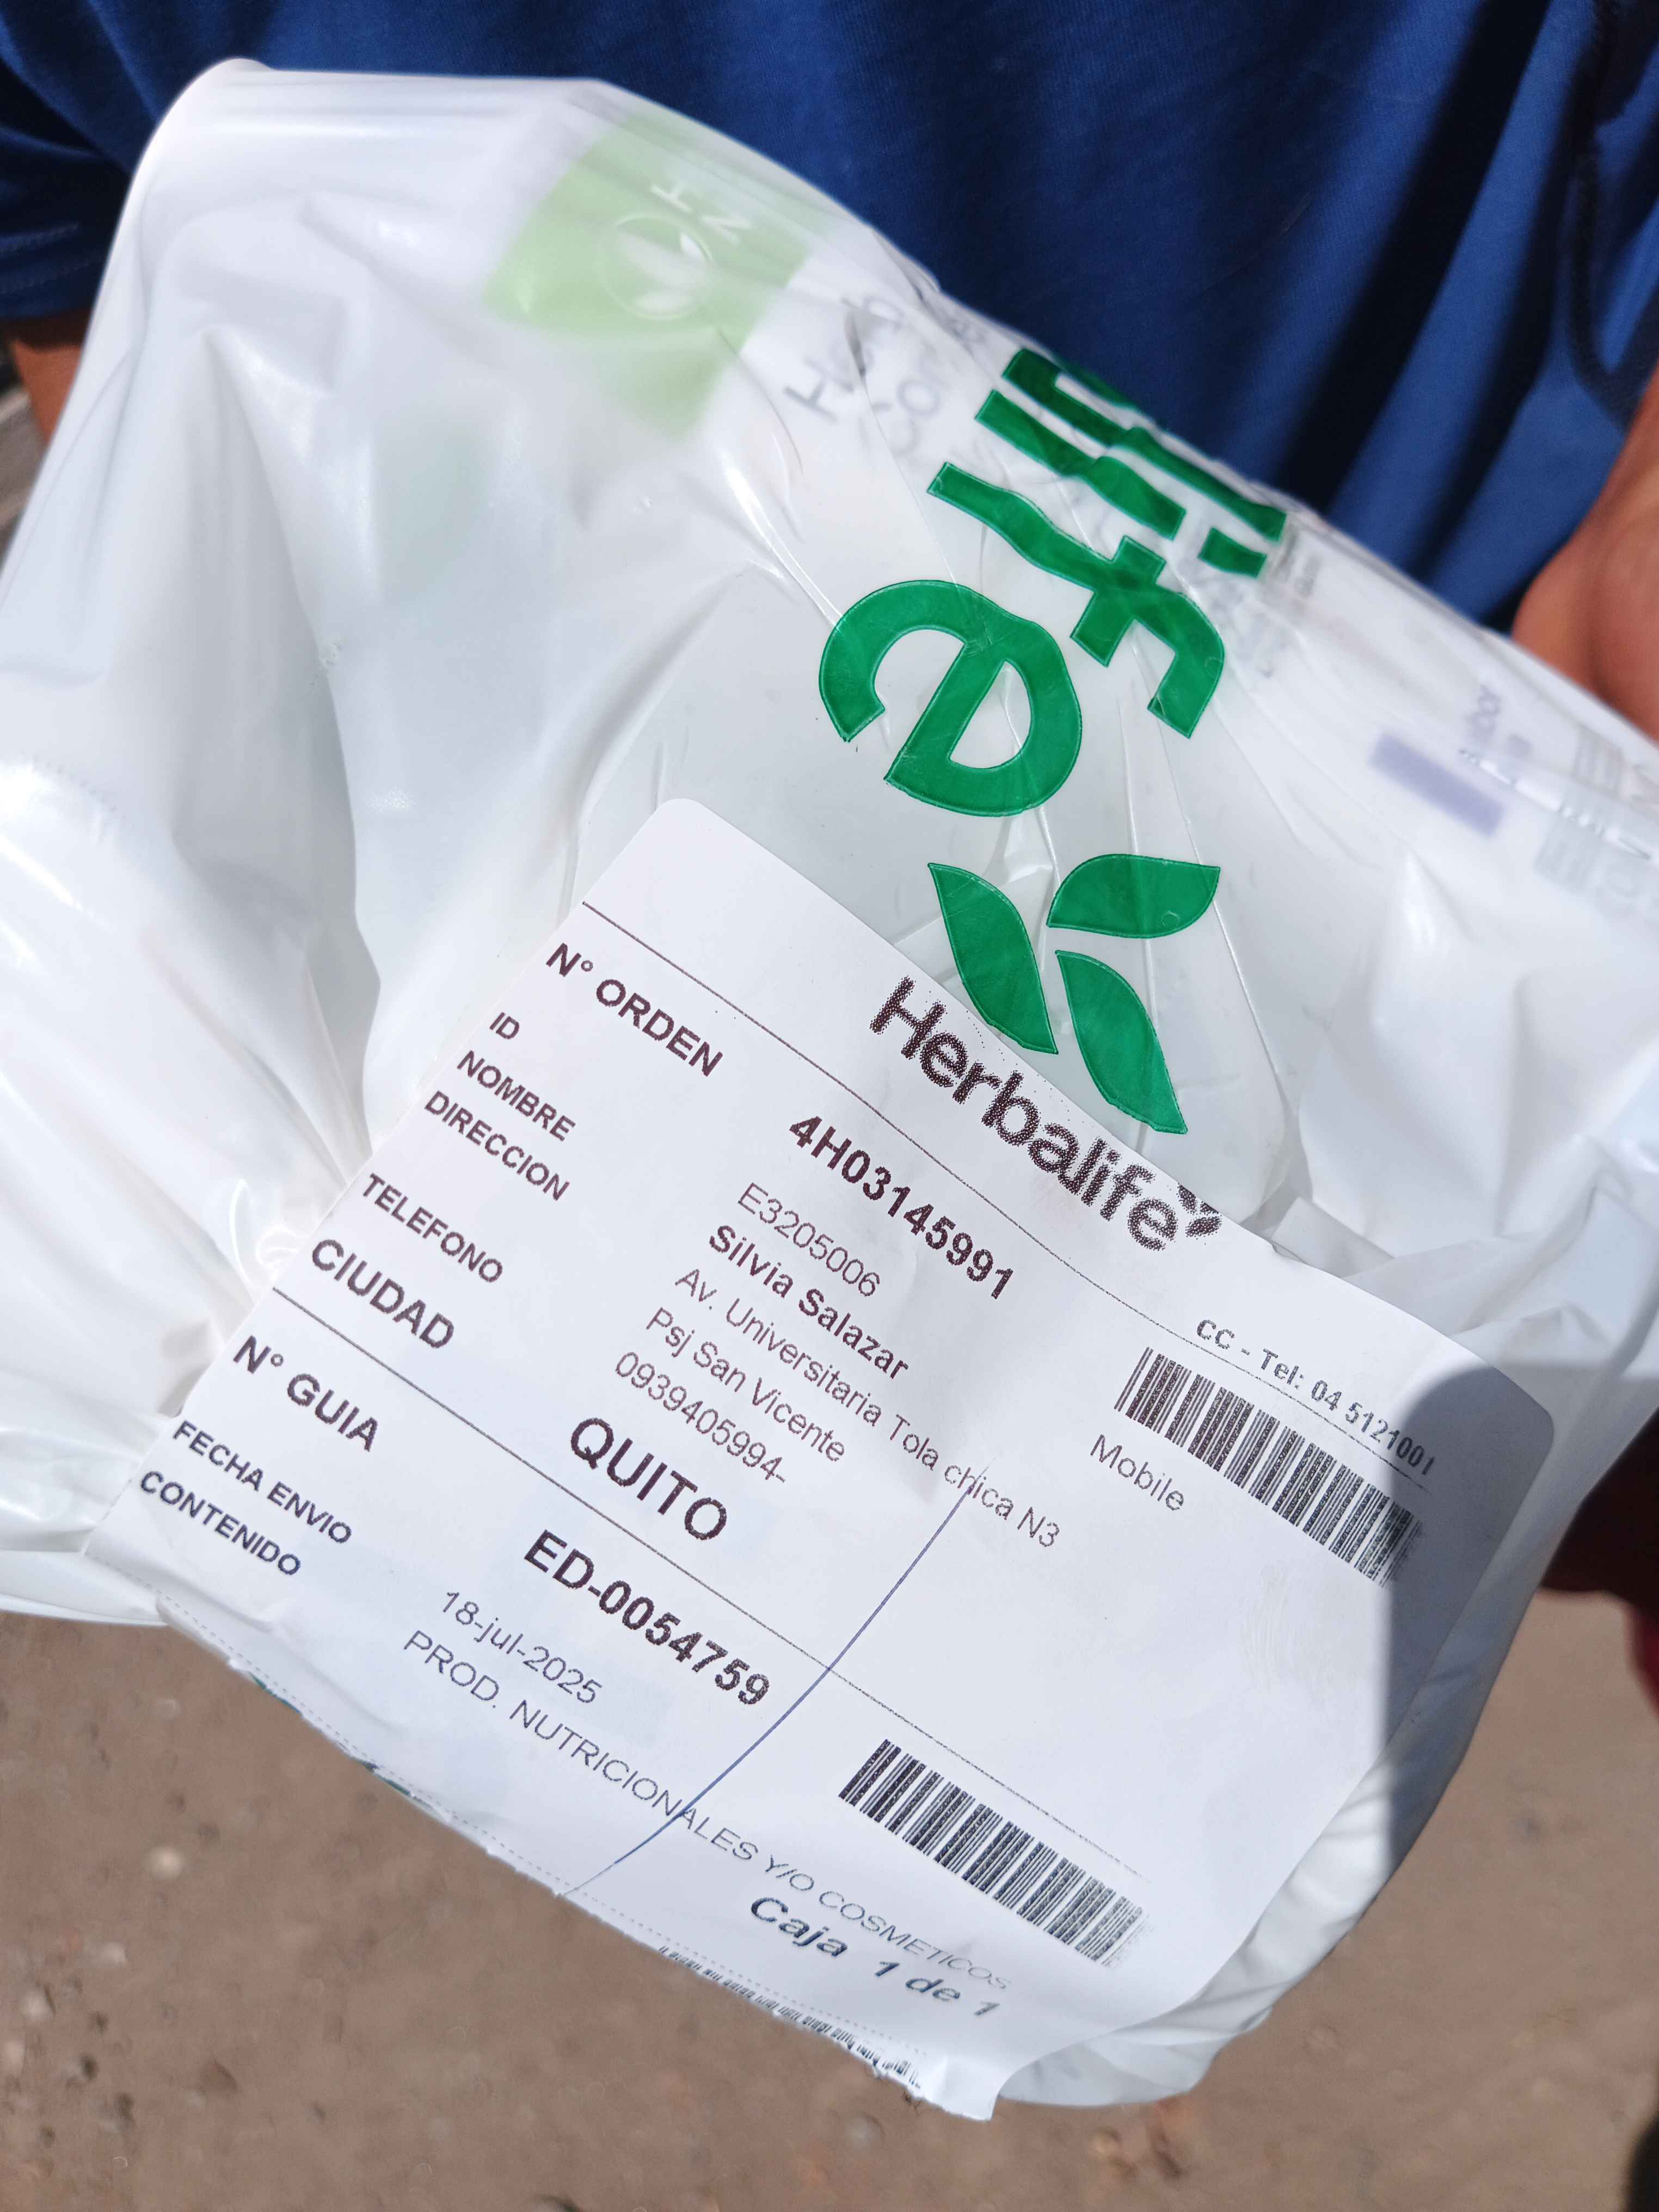 life
Herbalife
CC - Tel: 04 5121001
N° ORDEN 4H03145991
ID E3205006 Mobile
NOMBRE Silvia Salazar
DIRECCION Av. Universitaria Tola chica N3
Psj San Vicente
TELEFONO 0939405994-
CIUDAD QUITO
N° GUIA ED-0054759
FECHA ENVIO 18-jul-2025
CONTENIDO PROD. NUTRICIONALES Y/O COSMETICOS
Caja 1 de 1